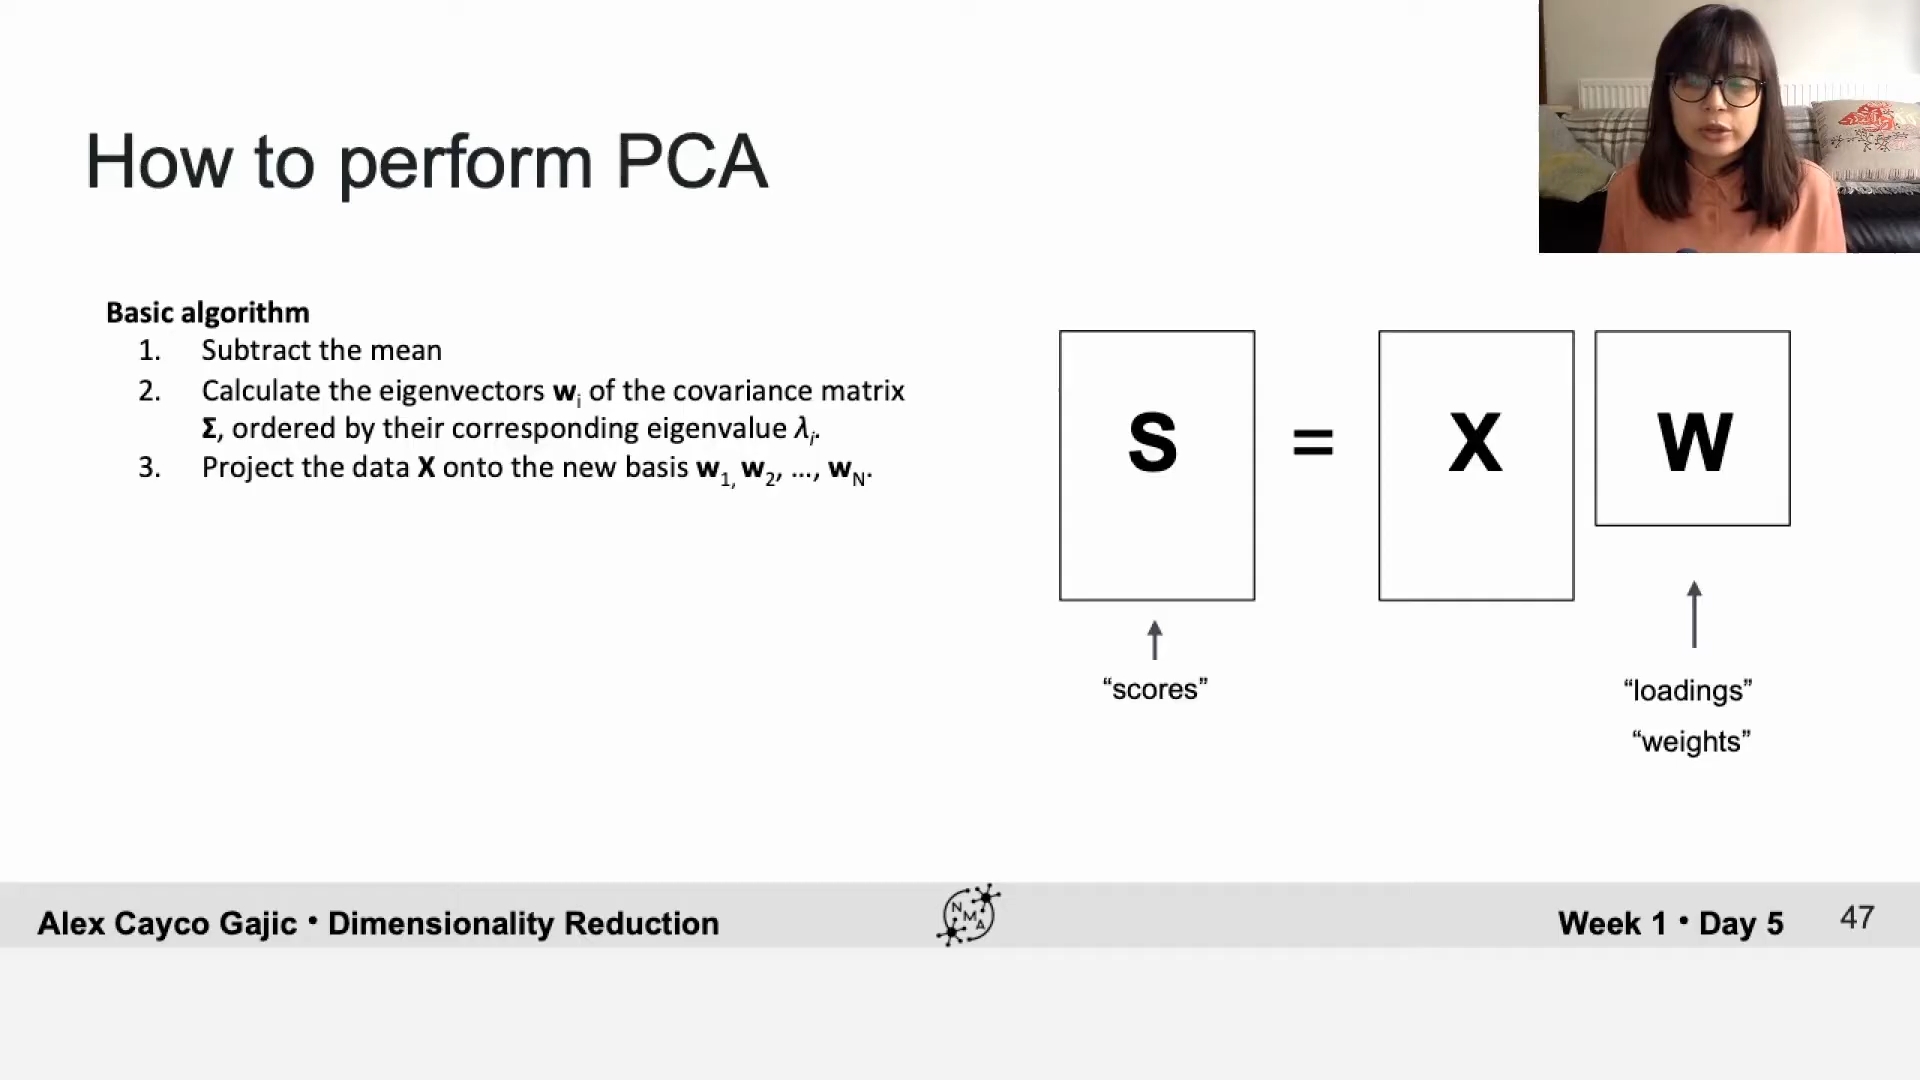 How to perform PCA
Basic algorithm
1. Subtract the mean
2. Calculate the eigenvectors wᵢ of the covariance matrix
Σ, ordered by their corresponding eigenvalue λᵢ.
3. Project the data X onto the new basis w₁, w₂, ..., w_N.
S = X W
“scores”
“loadings”
“weights”
Alex Cayco Gajic • Dimensionality Reduction
NMA
Week 1 • Day 5
47